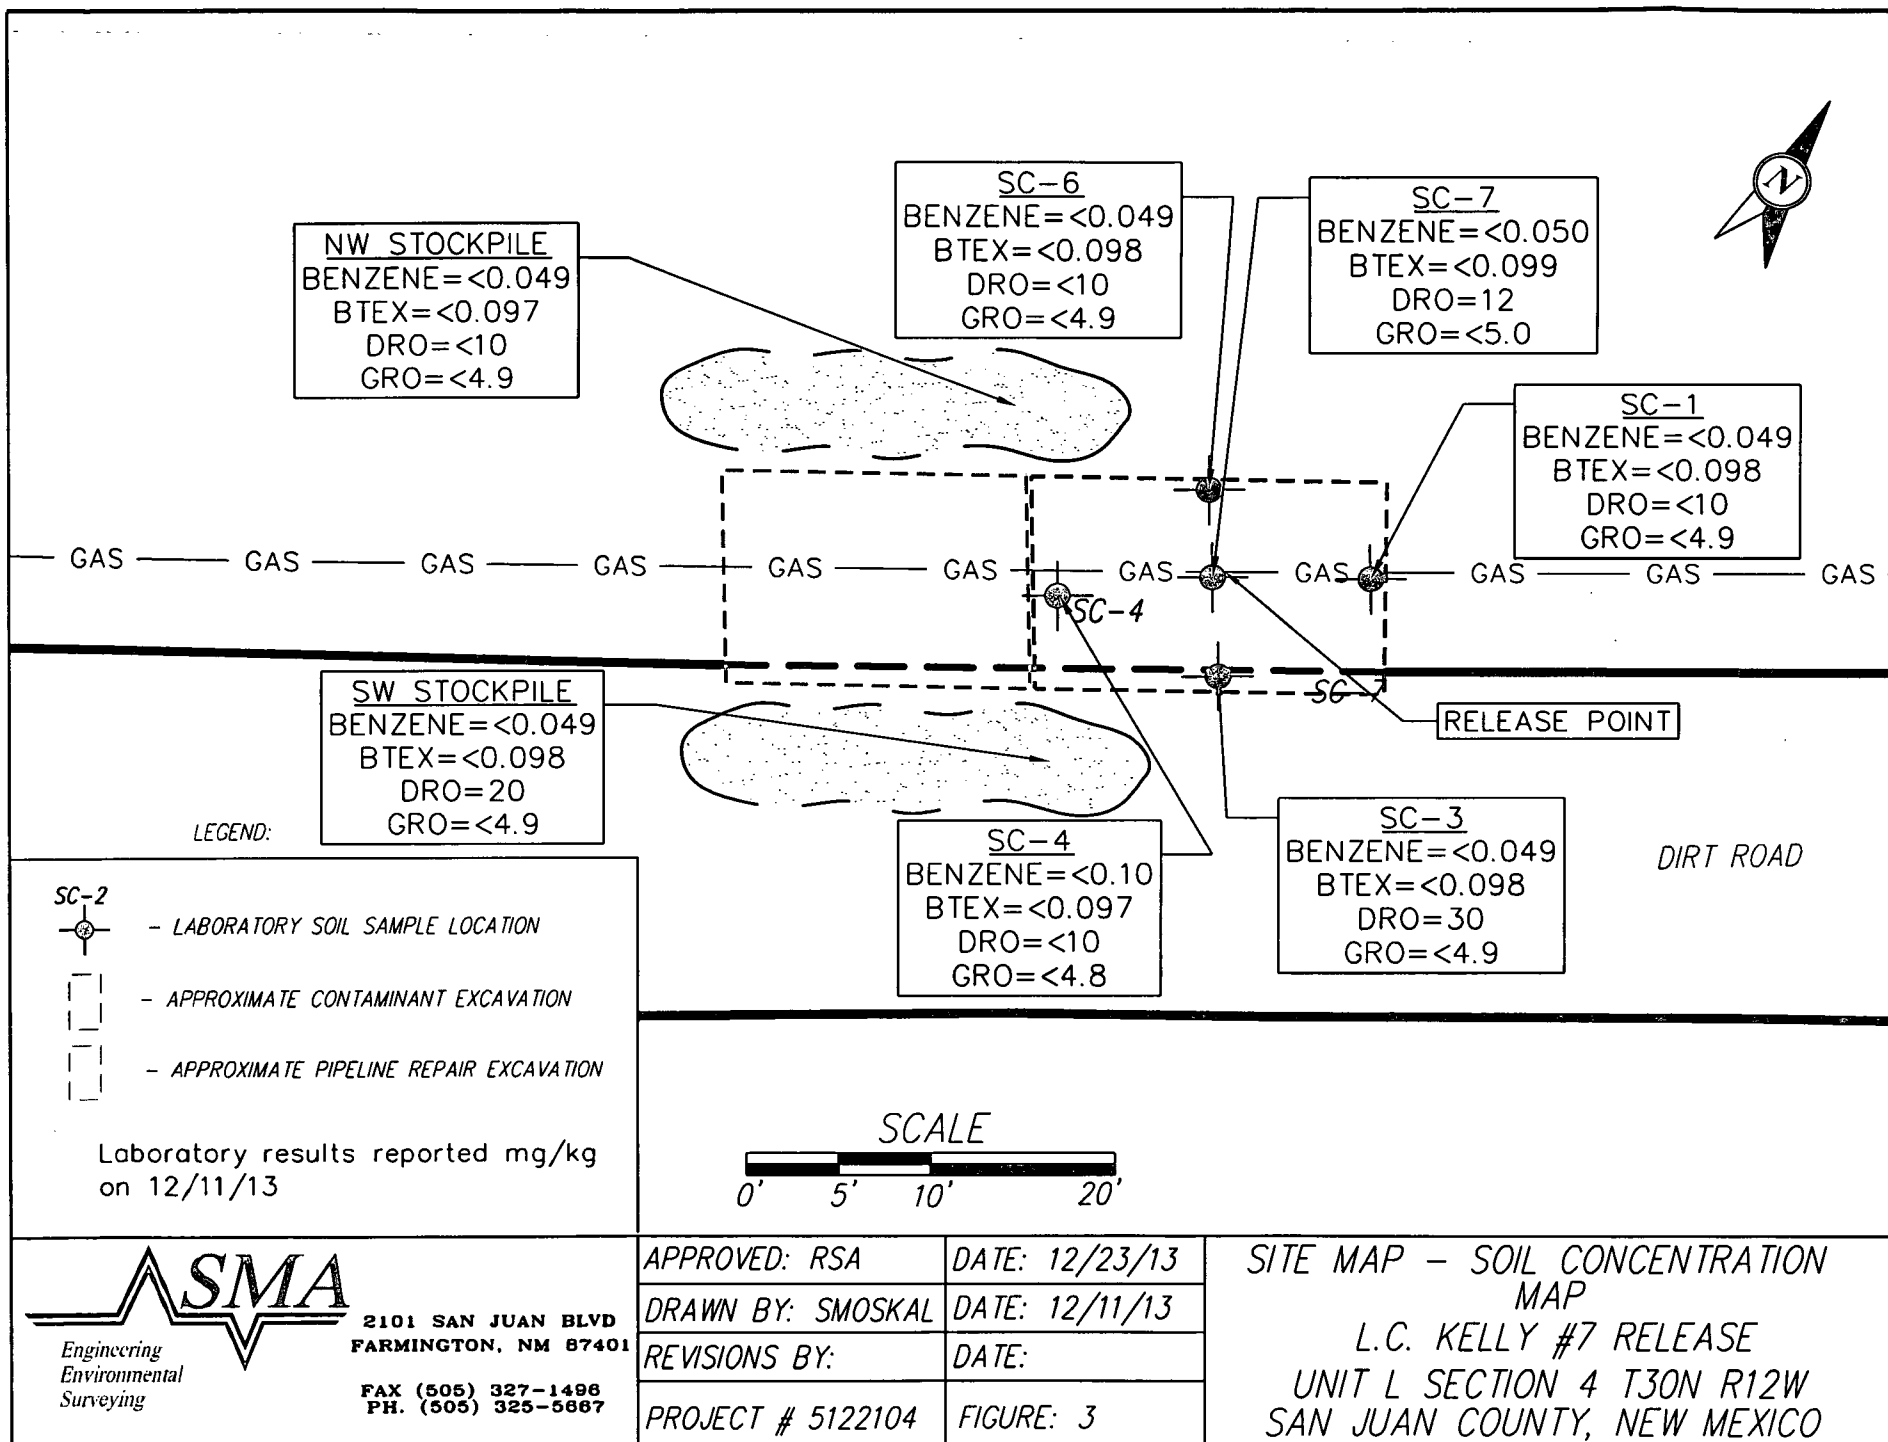 N
SC-6
BENZENE=<0.049
BTEX=<0.098
DRO=<10
GRO=<4.9
SC-7
BENZENE=<0.050
BTEX=<0.099
DRO=12
GRO=<5.0
NW STOCKPILE
BENZENE=<0.049
BTEX=<0.097
DRO=<10
GRO=<4.9
SC-1
BENZENE=<0.049
BTEX=<0.098
DRO=<10
GRO=<4.9
GAS GAS GAS GAS GAS GAS GAS GAS GAS GAS GAS
SC-4
SC
RELEASE POINT
SW STOCKPILE
BENZENE=<0.049
BTEX=<0.098
DRO=20
GRO=<4.9
SC-4
BENZENE=<0.10
BTEX=<0.097
DRO=<10
GRO=<4.8
SC-3
BENZENE=<0.049
BTEX=<0.098
DRO=30
GRO=<4.9
DIRT ROAD
LEGEND:
SC-2
- LABORATORY SOIL SAMPLE LOCATION
- APPROXIMATE CONTAMINANT EXCAVATION
- APPROXIMATE PIPELINE REPAIR EXCAVATION
Laboratory results reported mg/kg
on 12/11/13
SCALE
0' 5' 10' 20'
SMA
Engineering
Environmental
Surveying
2101 SAN JUAN BLVD
FARMINGTON, NM 87401
FAX (505) 327-1496
PH. (505) 325-5667
APPROVED: RSA DATE: 12/23/13
DRAWN BY: SMOSKAL DATE: 12/11/13
REVISIONS BY: DATE:
PROJECT # 5122104 FIGURE: 3
SITE MAP - SOIL CONCENTRATION
MAP
L.C. KELLY #7 RELEASE
UNIT L SECTION 4 T30N R12W
SAN JUAN COUNTY, NEW MEXICO